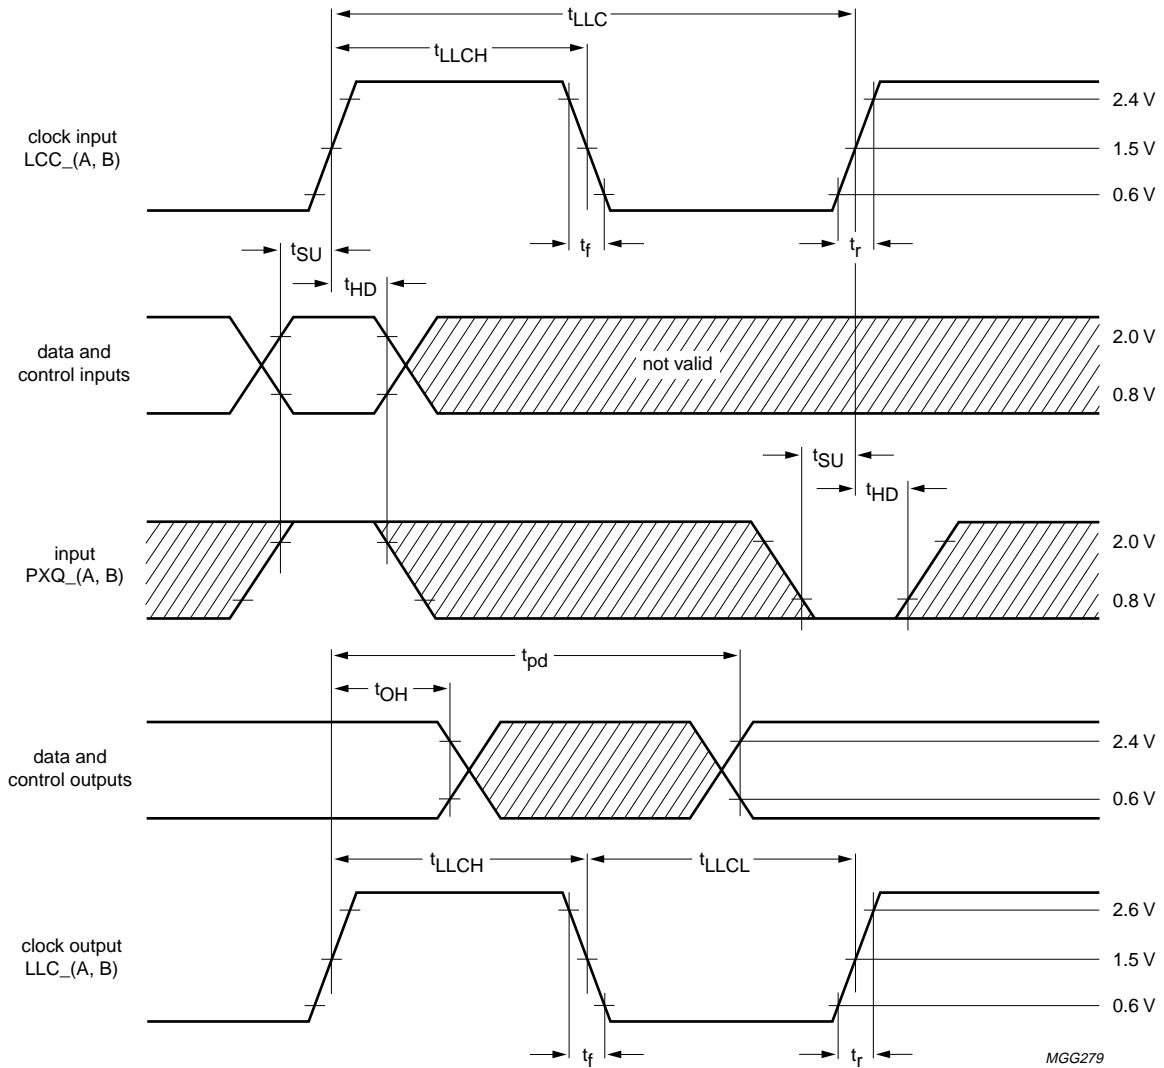 tLLC
tLLCH
2.4 V
clock input
LCC_(A, B)
1.5 V
0.6 V
tSU
tf
tr
tHD
data and
control inputs
not valid
2.0 V
0.8 V
tSU
tHD
input
PXQ_(A, B)
2.0 V
0.8 V
tpd
tOH
data and
control outputs
2.4 V
0.6 V
tLLCH
tLLCL
clock output
LLC_(A, B)
2.6 V
1.5 V
0.6 V
tf
tr
MGG279